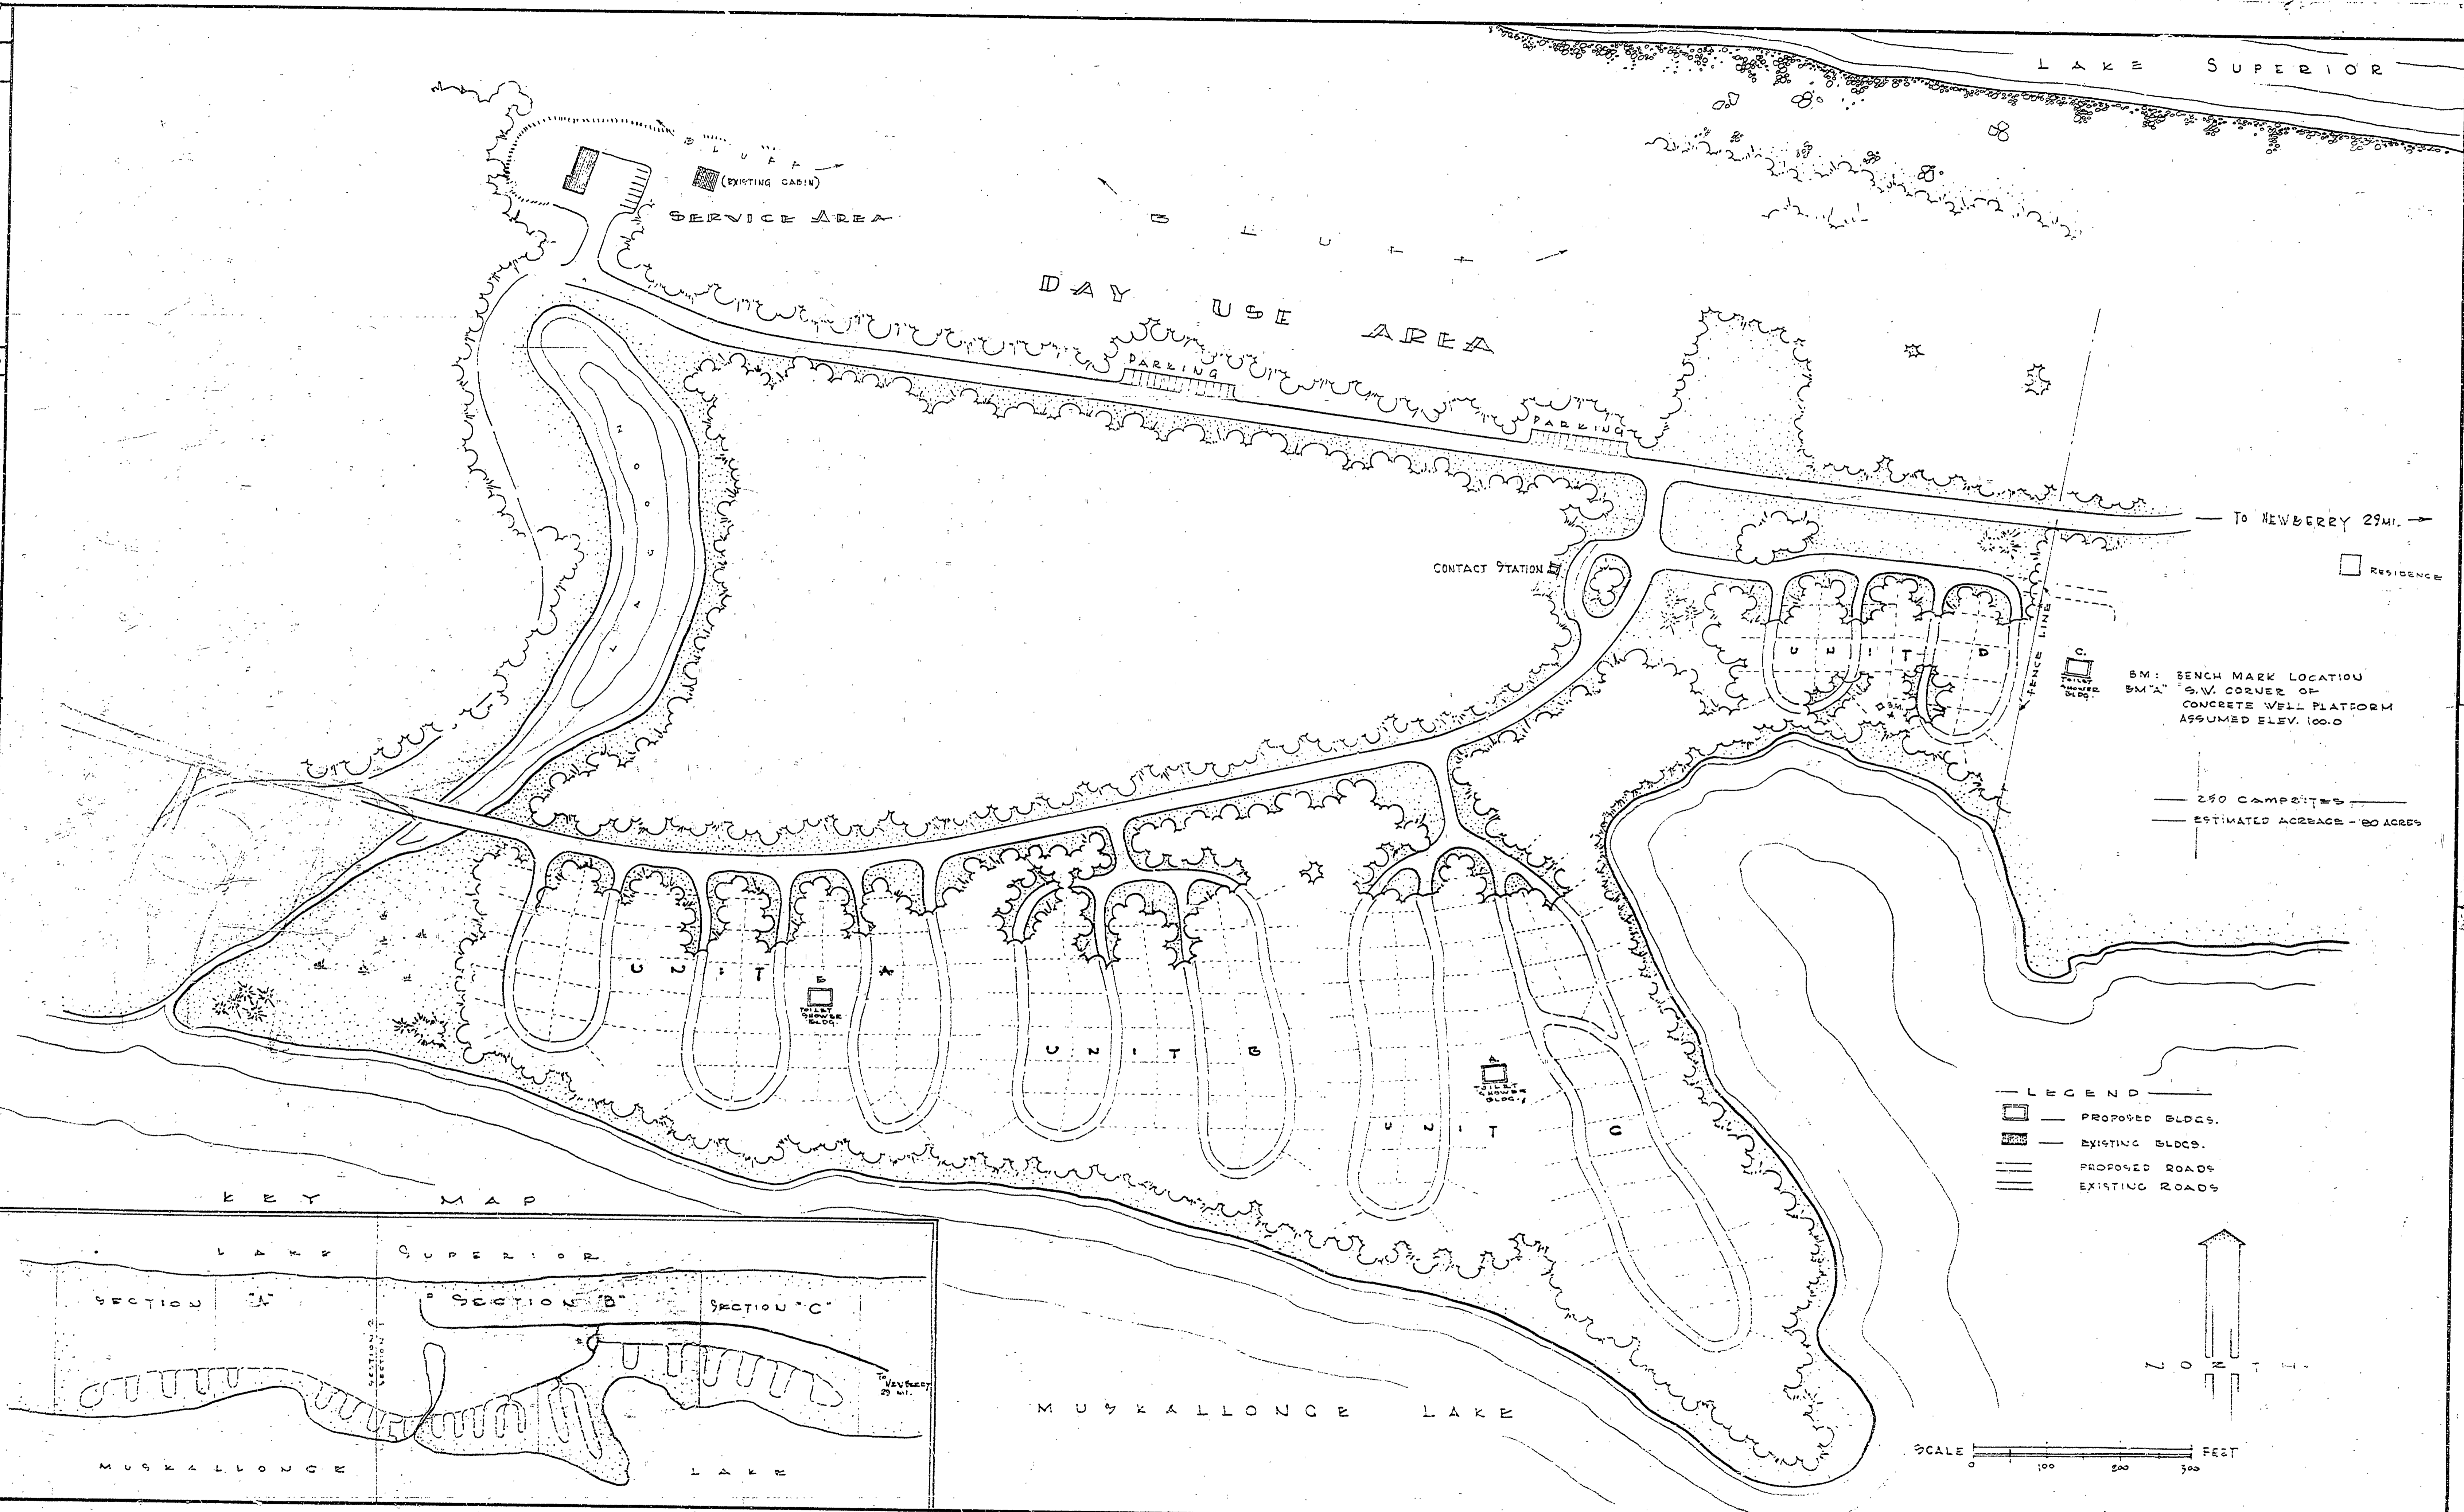 LAKE SUPERIOR
BLUFF
(EXISTING CABIN)
SERVICE AREA
BLUFF
DAY USE AREA
PARKING
PARKING
LAGOON
TO NEWBERRY 29 MI.
CONTACT STATION
RESIDENCE
FENCE LINE
UNIT D
C.
TOILET
SHOWER
BLDG.
BM: BENCH MARK LOCATION
BM "A" S.W. CORNER OF
CONCRETE WELL PLATFORM
ASSUMED ELEV. 100.0
B.M.
A
250 CAMPSITES
ESTIMATED ACREAGE - 80 ACRES
UNIT A
B
TOILET
SHOWER
BLDG.
UNIT B
A
TOILET
SHOWER
BLDG.
UNIT C
LEGEND
PROPOSED BLDGS.
EXISTING BLDGS.
PROPOSED ROADS
EXISTING ROADS
NORTH
KEY MAP
LAKE SUPERIOR
SECTION "A"
SECTION "B"
SECTION "C"
TO
NEWBERRY
29 MI.
MUSKALLONGE LAKE
MUSKALLONGE LAKE
SCALE
FEET
0 100 200 300